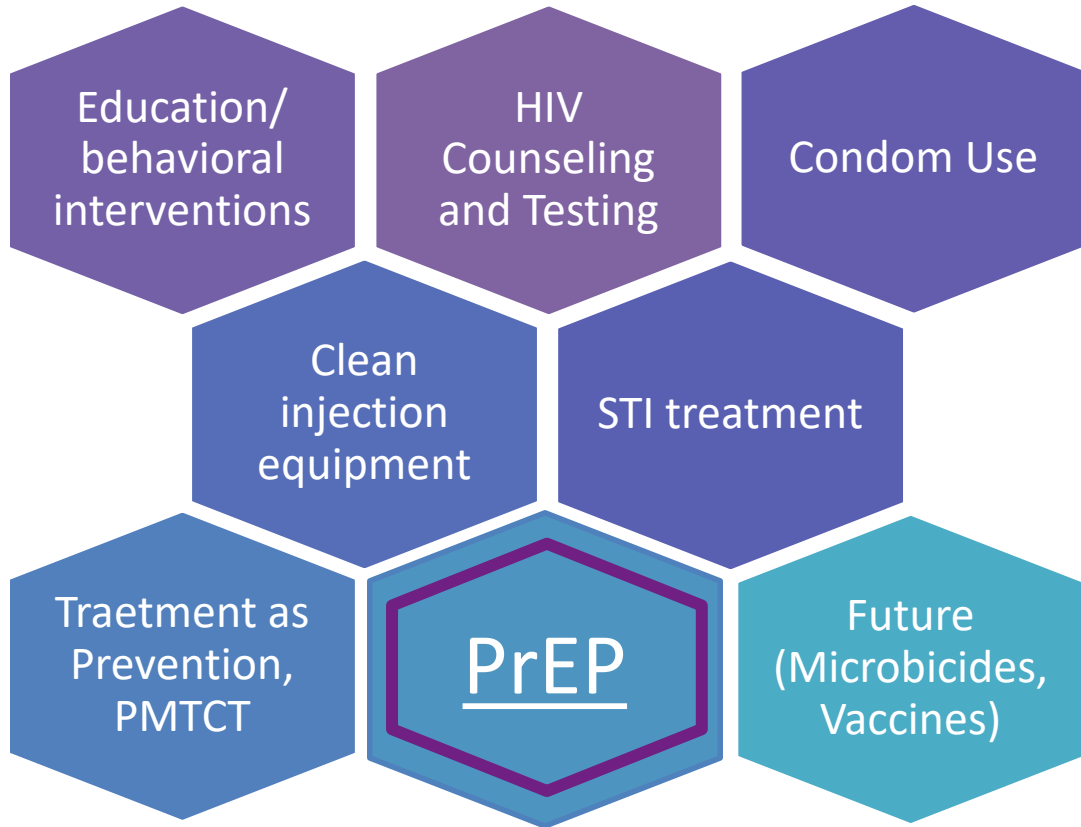 Education/
behavioral
interventions
HIV
Counseling
and Testing
Condom Use
Clean
injection
equipment
STI treatment
Traetment as
Prevention,
PMTCT
PrEP
Future
(Microbicides,
Vaccines)